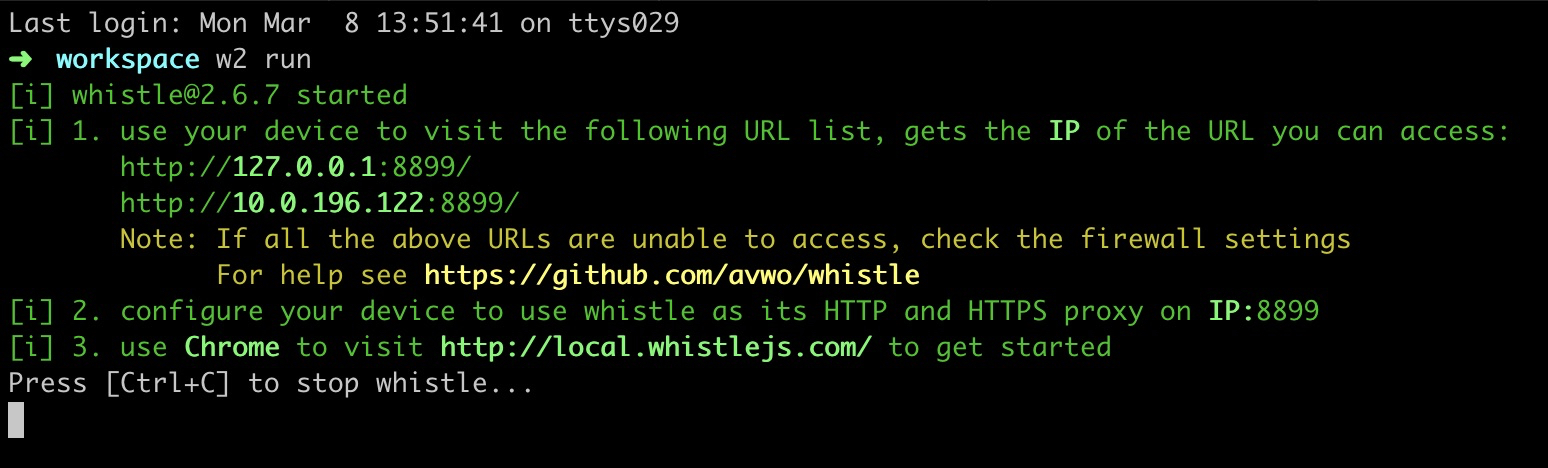 Last login: Mon Mar  8 13:51:41 on ttys029
➜  workspace w2 run
[i] whistle@2.6.7 started
[i] 1. use your device to visit the following URL list, gets the IP of the URL you can access:
       http://127.0.0.1:8899/
       http://10.0.196.122:8899/
       Note: If all the above URLs are unable to access, check the firewall settings
             For help see https://github.com/avwo/whistle
[i] 2. configure your device to use whistle as its HTTP and HTTPS proxy on IP:8899
[i] 3. use Chrome to visit http://local.whistlejs.com/ to get started
Press [Ctrl+C] to stop whistle...